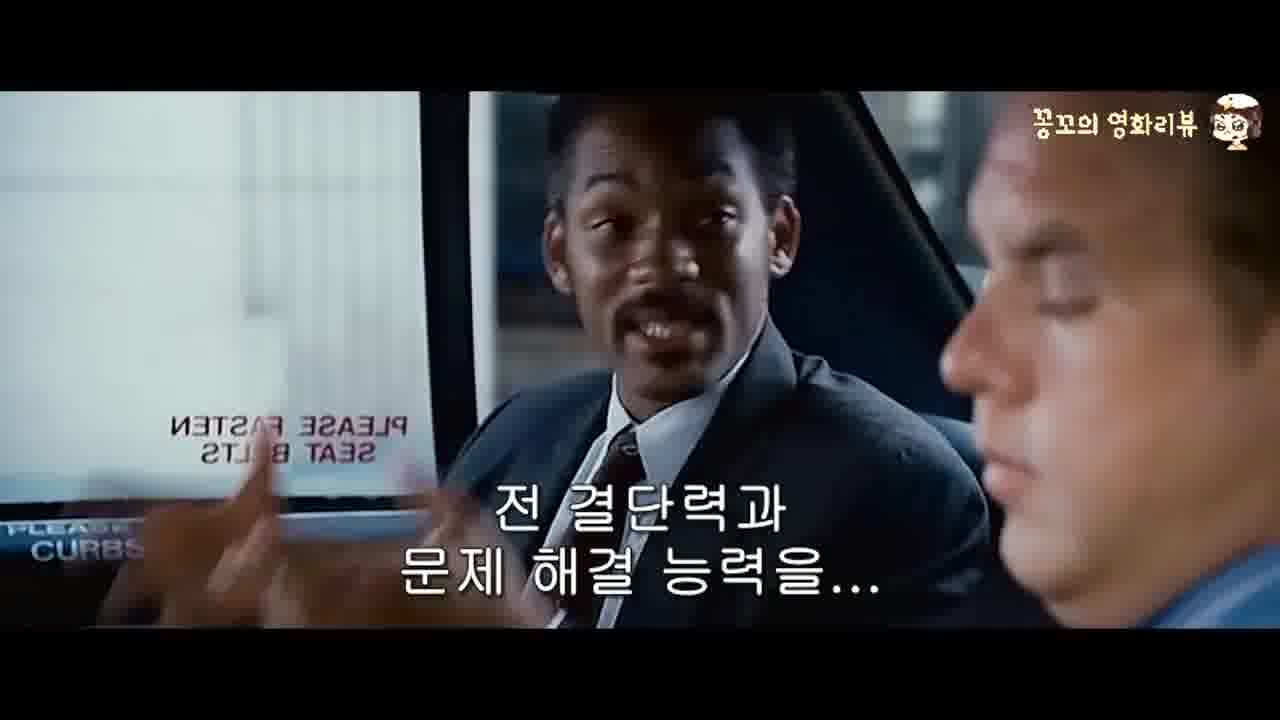 꽁꼬의 영화리뷰
PLEASE FASTEN
SEAT BELTS
PLEASE
CURBS
전 결단력과
문제 해결 능력을...